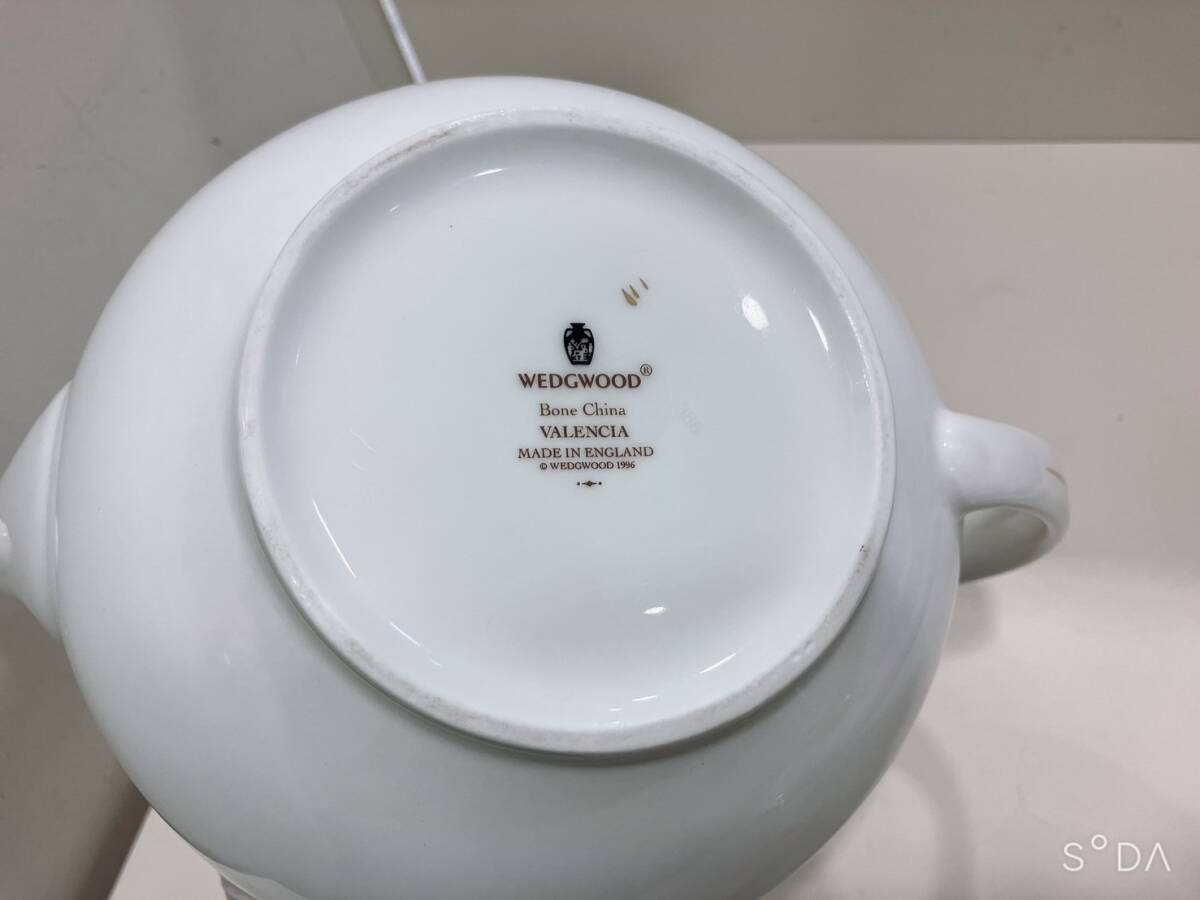 WEDGWOOD®
Bone China
VALENCIA
MADE IN ENGLAND
© WEDGWOOD 1996
S°DA